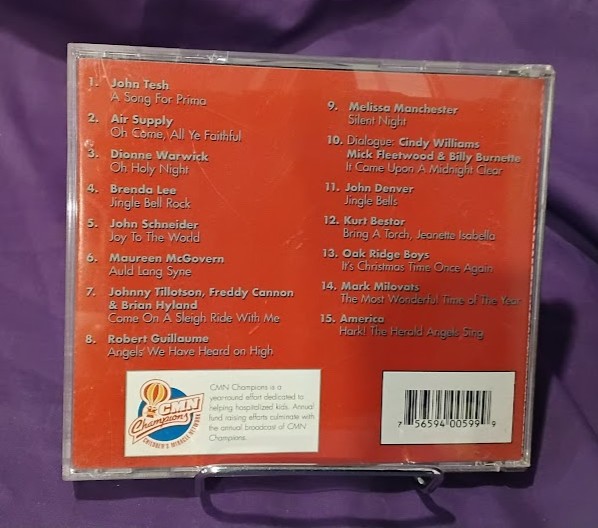 1. John Tesh
A Song For Prima
2. Air Supply
Oh Come, All Ye Faithful
3. Dionne Warwick
Oh Holy Night
4. Brenda Lee
Jingle Bell Rock
5. John Schneider
Joy To The World
6. Maureen McGovern
Auld Lang Syne
7. Johnny Tillotson, Freddy Cannon
& Brian Hyland
Come On A Sleigh Ride With Me
8. Robert Guillaume
Angels We Have Heard on High
9. Melissa Manchester
Silent Night
10. Dialogue: Cindy Williams
Mick Fleetwood & Billy Burnette
It Came Upon A Midnight Clear
11. John Denver
Jingle Bells
12. Kurt Bestor
Bring A Torch, Jeanette Isabella
13. Oak Ridge Boys
It's Christmas Time Once Again
14. Mark Milovats
The Most Wonderful Time of The Year
15. America
Hark! The Herald Angels Sing
CMN
Champions
CHILDREN'S MIRACLE NETWORK
CMN Champions is a
year-round effort dedicated to
helping hospitalized kids. Annual
fund raising efforts culminate with
the annual broadcast of CMN
Champions.
7 56594 00599 9